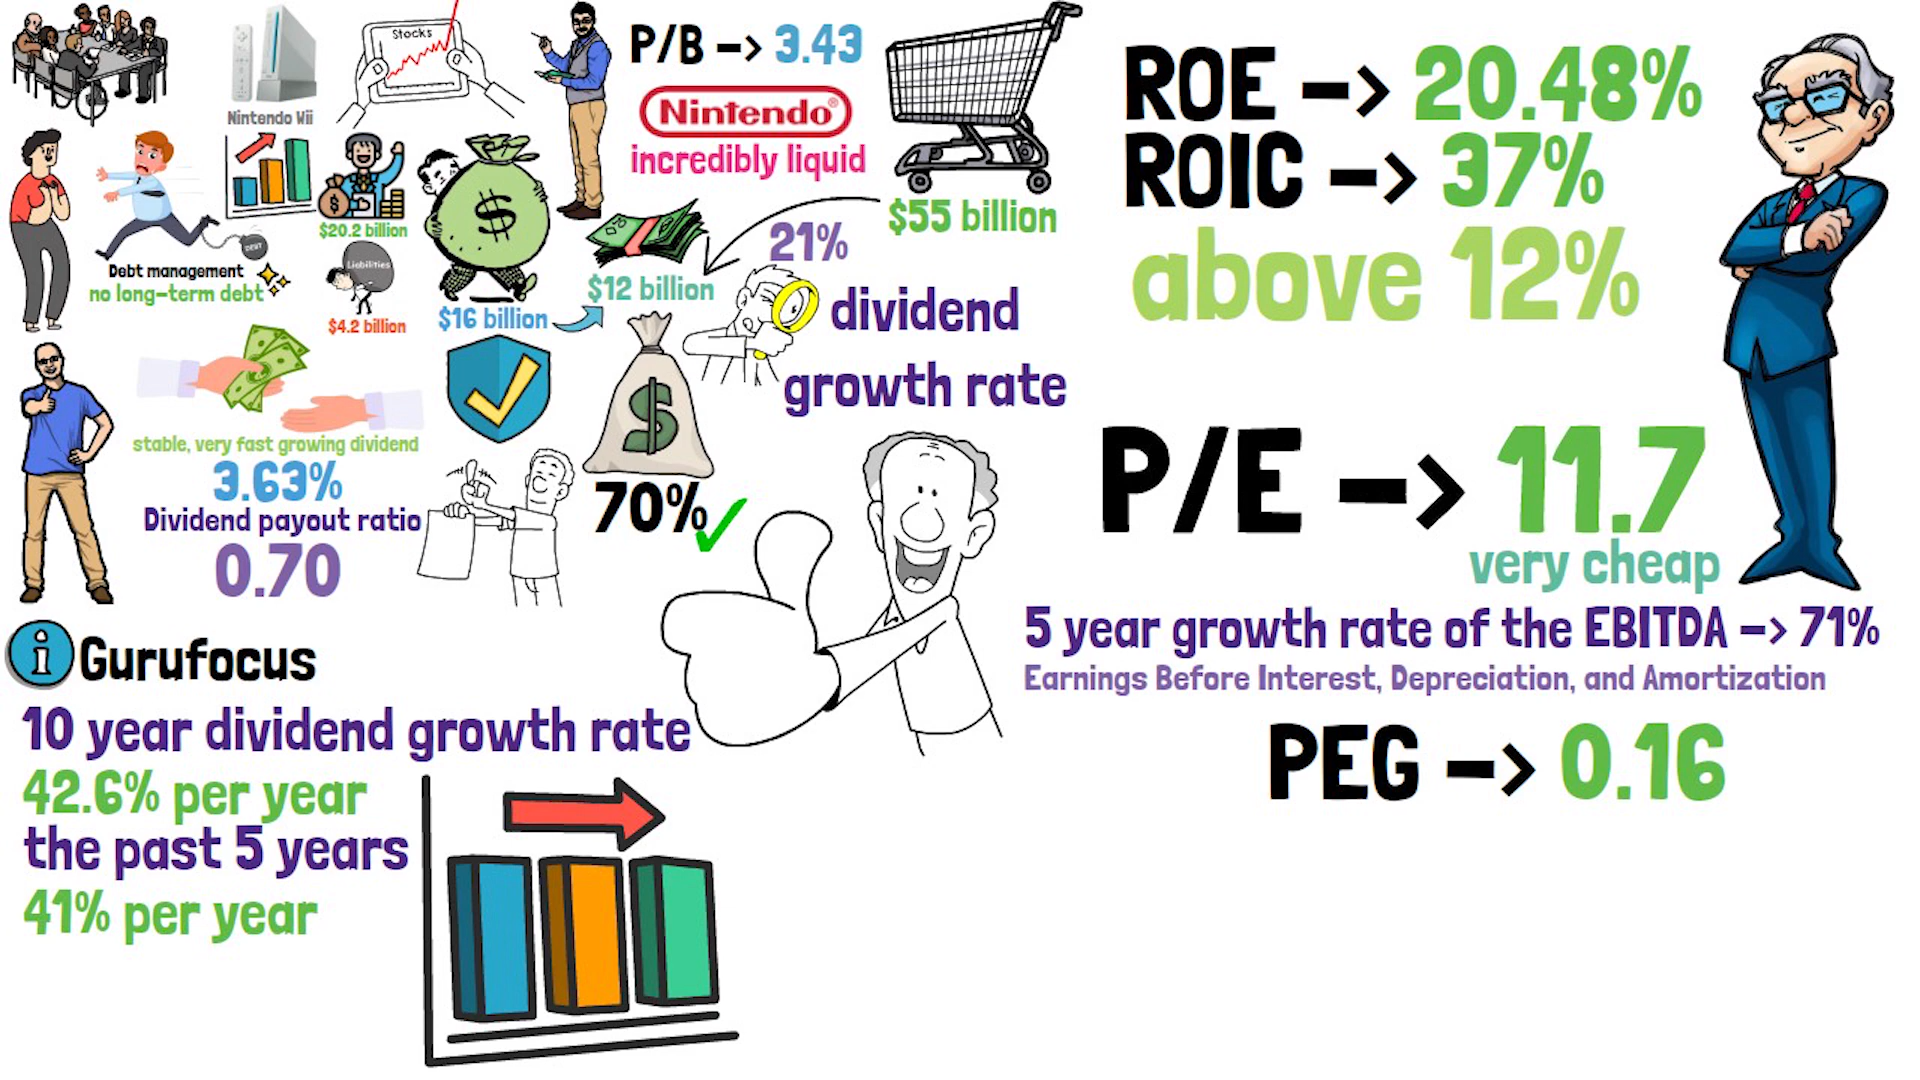 Stocks
Nintendo Wii
P/B -> 3.43
Nintendo®
incredibly liquid
$55 billion
$20.2 billion
DEBT
Debt management
no long-term debt
Liabilities
$4.2 billion
$16 billion
$12 billion
21%
dividend
growth rate
stable, very fast growing dividend
3.63%
Dividend payout ratio
0.70
70%
Gurufocus
10 year dividend growth rate
42.6% per year
the past 5 years
41% per year
ROE -> 20.48%
ROIC -> 37%
above 12%
P/E -> 11.7
very cheap
5 year growth rate of the EBITDA -> 71%
Earnings Before Interest, Depreciation, and Amortization
PEG -> 0.16